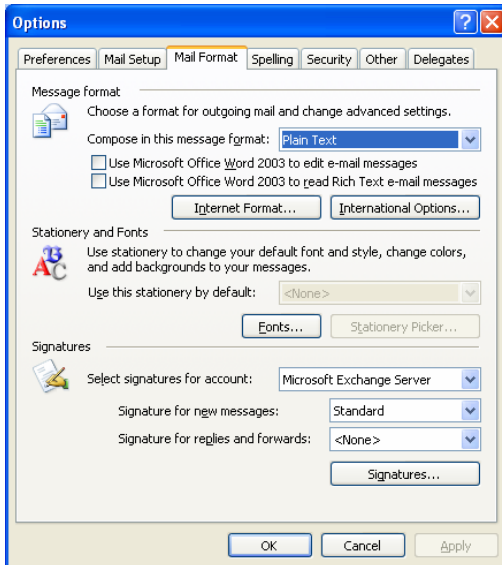 Options
Preferences Mail Setup Mail Format Spelling Security Other Delegates
Message format
Choose a format for outgoing mail and change advanced settings.
Compose in this message format: Plain Text
Use Microsoft Office Word 2003 to edit e-mail messages
Use Microsoft Office Word 2003 to read Rich Text e-mail messages
Internet Format... International Options...
Stationery and Fonts
Use stationery to change your default font and style, change colors,
and add backgrounds to your messages.
Use this stationery by default: <None>
Fonts... Stationery Picker...
Signatures
Select signatures for account: Microsoft Exchange Server
Signature for new messages: Standard
Signature for replies and forwards: <None>
Signatures...
OK Cancel Apply